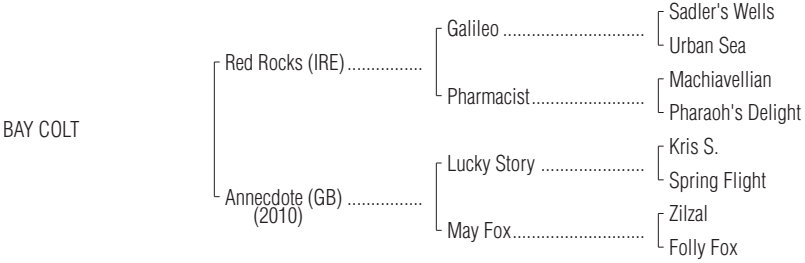 Sadler's Wells
Galileo ..............................
Urban Sea
Red Rocks (IRE) ................
Machiavellian
Pharmacist........................
Pharaoh's Delight
BAY COLT
Kris S.
Lucky Story ......................
Spring Flight
Annecdote (GB) ................
(2010)
Zilzal
May Fox............................
Folly Fox